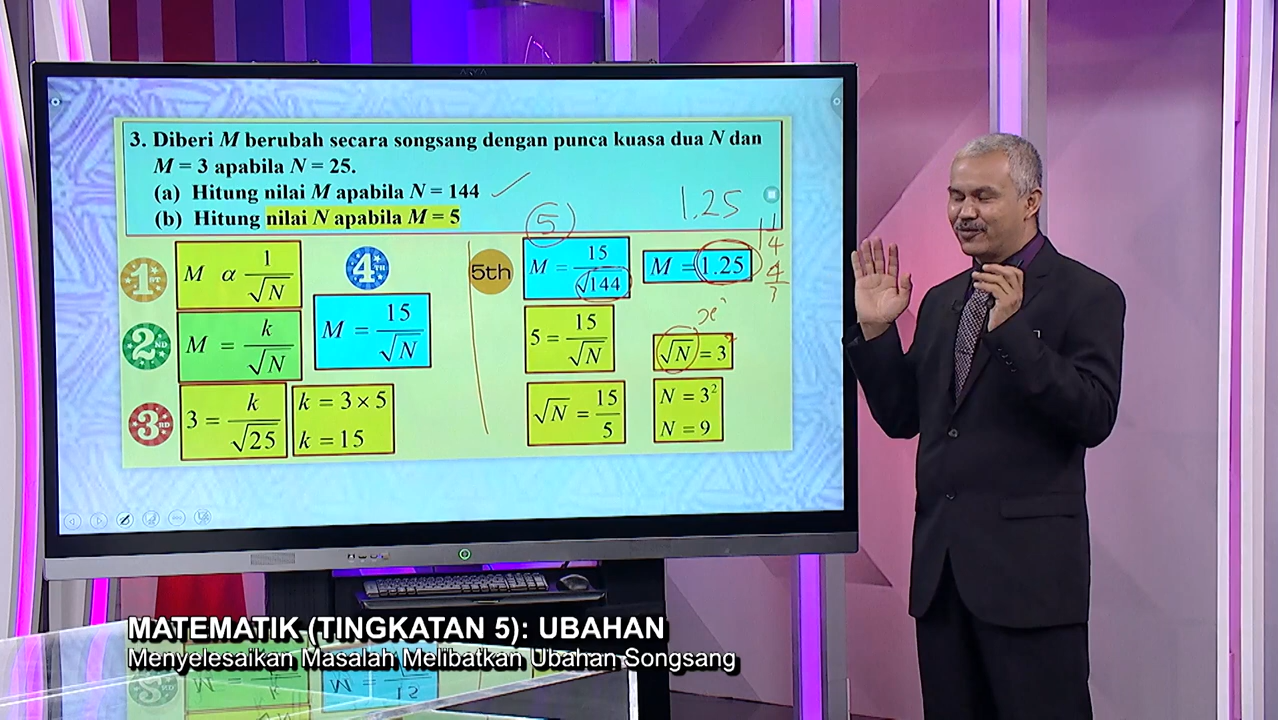 3. Diberi M berubah secara songsang dengan punca kuasa dua N dan
M = 3 apabila N = 25.
(a) Hitung nilai M apabila N = 144
(b) Hitung nilai N apabila M = 5
1.25
5
1ST
M α 1/√N
4TH
5th
M = 15/√144
M = 1.25
2ND
M = k/√N
M = 15/√N
5 = 15/√N
√N = 3
3RD
3 = k/√25
k = 3 × 5
k = 15
√N = 15/5
N = 3²
N = 9
MATEMATIK (TINGKATAN 5): UBAHAN
Menyelesaikan Masalah Melibatkan Ubahan Songsang